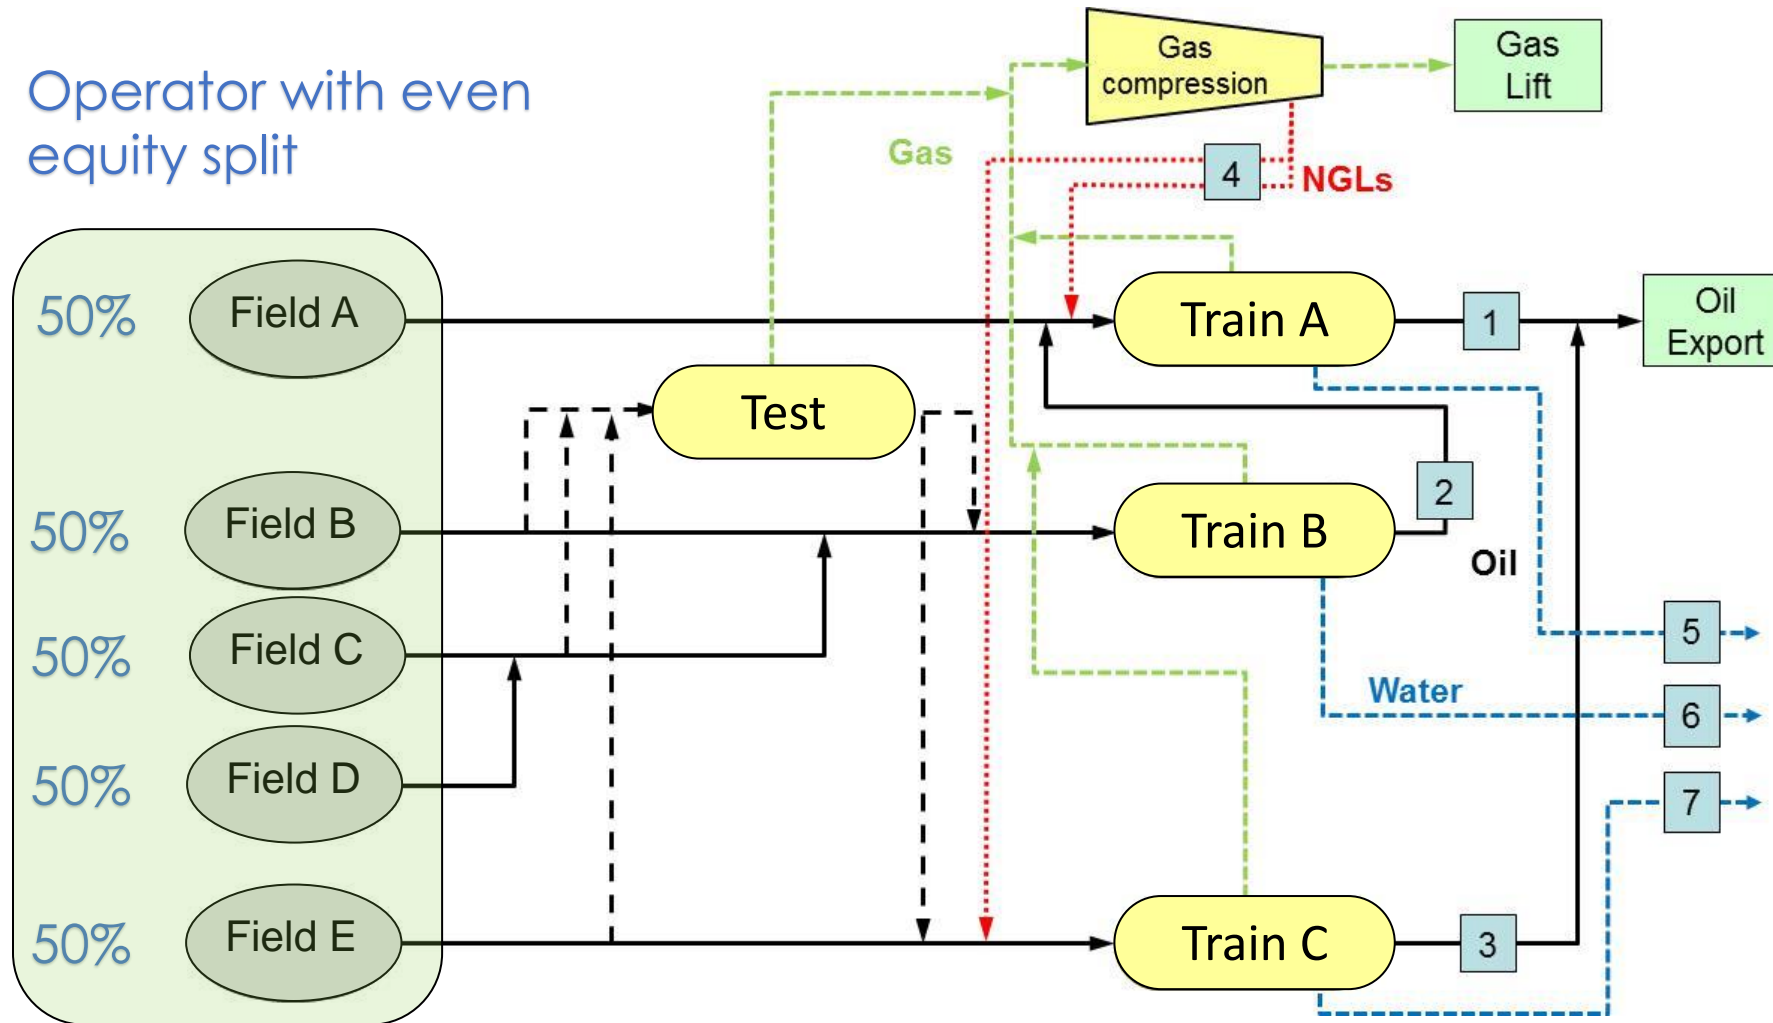 Operator with even
equity split
Gas
compression
Gas
Lift
Gas
4
NGLs
50%
Field A
Train A
1
Oil
Export
Test
50%
Field B
Train B
2
Oil
50%
Field C
5
Water
6
50%
Field D
7
50%
Field E
Train C
3